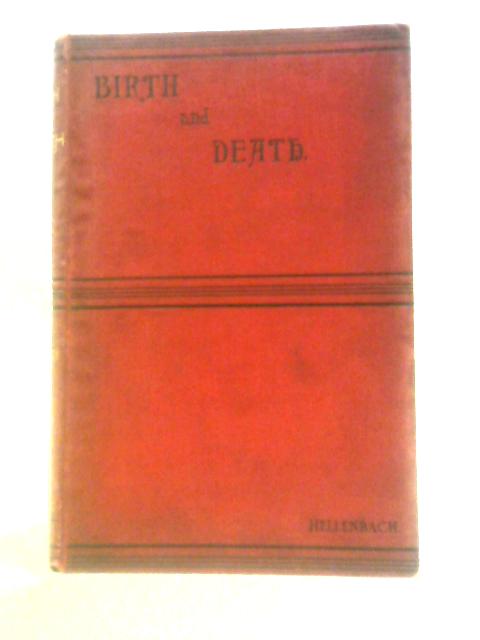 BIRTH
and
DEATH.
HELLENBACH.